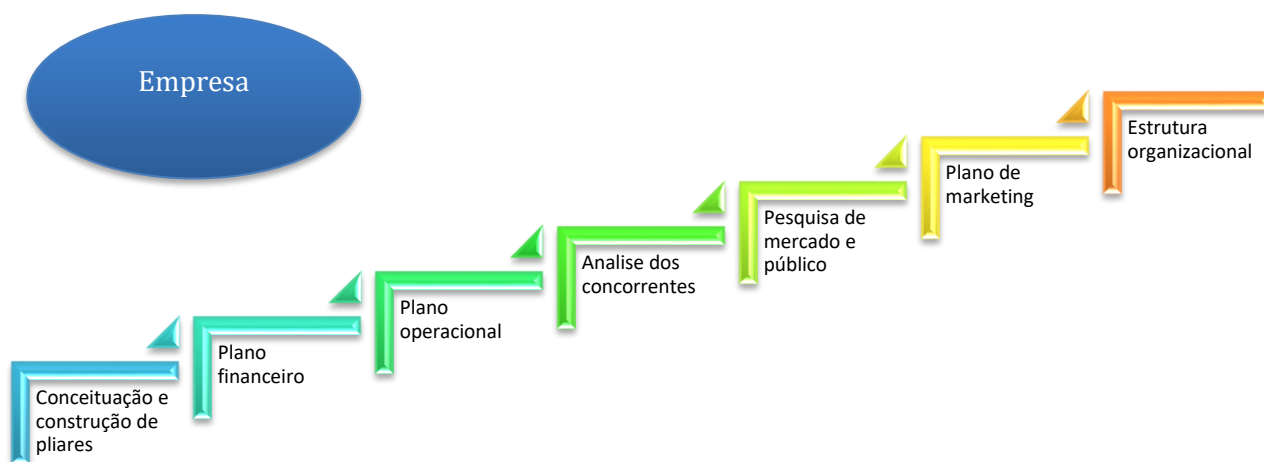 Empresa
Conceituação e
construção de
pliares
Plano
financeiro
Plano
operacional
Analise dos
concorrentes
Pesquisa de
mercado e
público
Plano de
marketing
Estrutura
organizacional